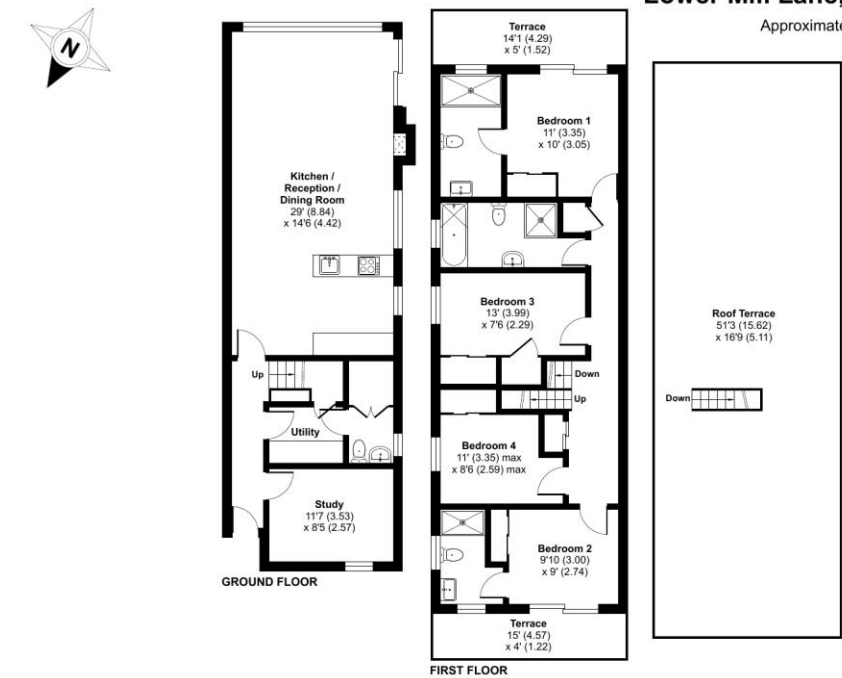 Lower Mill Lane,
Approximate
N
Terrace
14'1 (4.29)
x 5' (1.52)
Bedroom 1
11' (3.35)
x 10' (3.05)
Kitchen /
Reception /
Dining Room
29' (8.84)
x 14'6 (4.42)
Bedroom 3
13' (3.99)
x 7'6 (2.29)
Roof Terrace
51'3 (15.62)
x 16'9 (5.11)
Up
Down
Up
Down
Utility
Bedroom 4
11' (3.35) max
x 8'6 (2.59) max
Study
11'7 (3.53)
x 8'5 (2.57)
Bedroom 2
9'10 (3.00)
x 9' (2.74)
GROUND FLOOR
Terrace
15' (4.57)
x 4' (1.22)
FIRST FLOOR